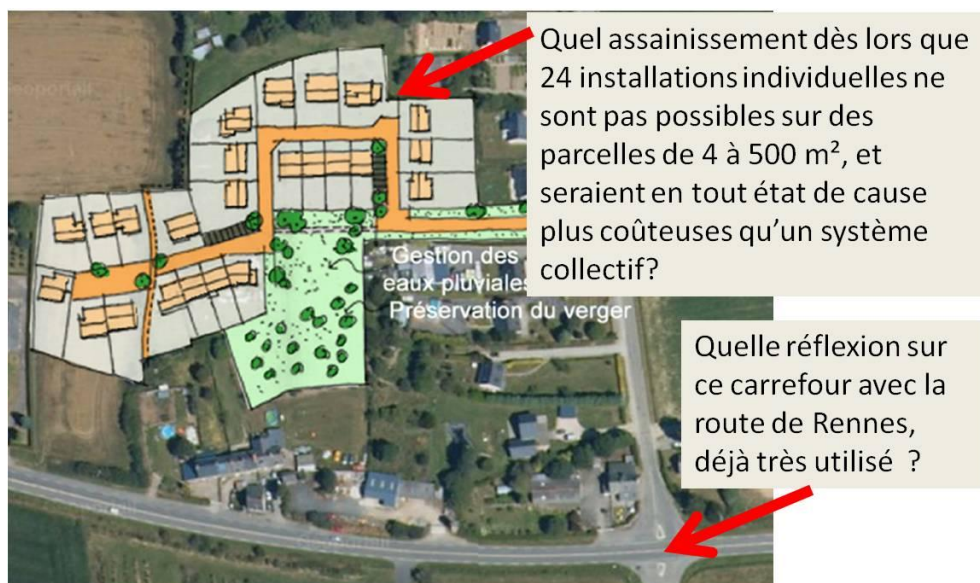 Quel assainissement dès lors que
24 installations individuelles ne
sont pas possibles sur des
parcelles de 4 à 500 m², et
seraient en tout état de cause
plus coûteuses qu'un système
collectif?
Gestion des
eaux pluviales
Préservation du verger
Quelle réflexion sur
ce carrefour avec la
route de Rennes,
déjà très utilisé ?